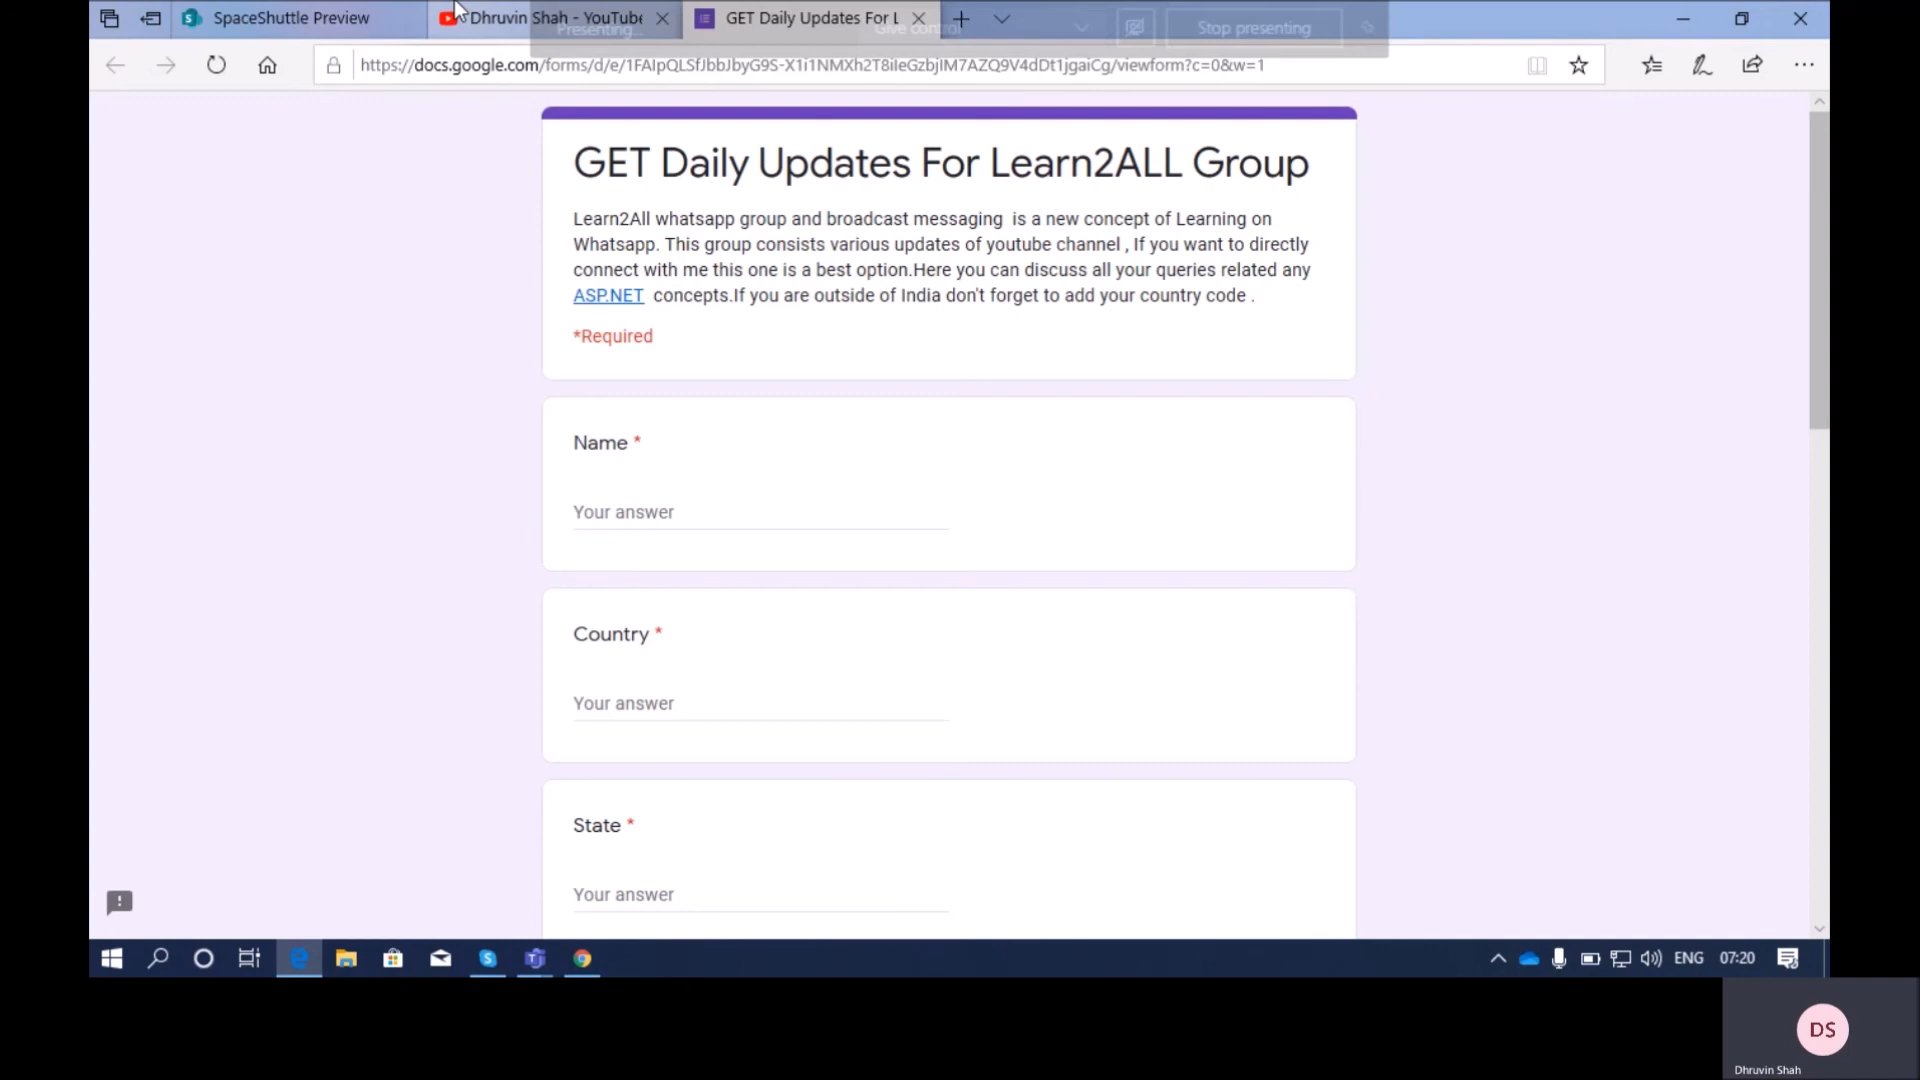 SpaceShuttle Preview
Dhruvin Shah - YouTube
GET Daily Updates For L
Presenting...
Give control
Stop presenting
https://docs.google.com/forms/d/e/1FAIpQLSfJbbJbyG9S-X1i1NMXh2T8iIeGzbjIM7AZQ9V4dDt1jgaiCg/viewform?c=0&w=1
GET Daily Updates For Learn2ALL Group
Learn2All whatsapp group and broadcast messaging is a new concept of Learning on
Whatsapp. This group consists various updates of youtube channel , If you want to directly
connect with me this one is a best option.Here you can discuss all your queries related any
ASP.NET concepts.If you are outside of India don't forget to add your country code .
*Required
Name *
Your answer
Country *
Your answer
State *
Your answer
ENG 07:20
DS
Dhruvin Shah